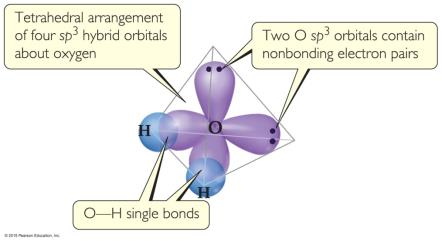 Tetrahedral arrangement
of four sp³ hybrid orbitals
about oxygen
Two O sp³ orbitals contain
nonbonding electron pairs
H
O
H
O—H single bonds
© 2015 Pearson Education, Inc.